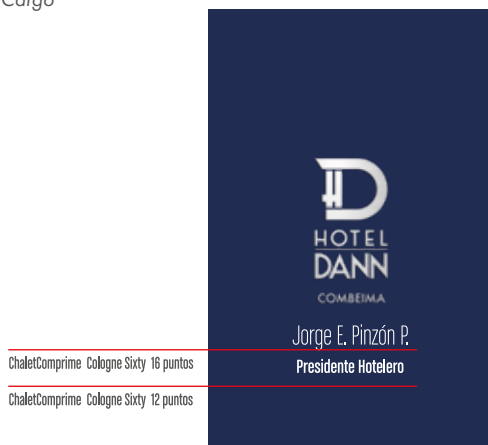 Cargo
HOTEL
DANN
COMBEIMA
Jorge E. Pinzón P.
ChaletComprime Cologne Sixty 16 puntos
Presidente Hotelero
ChaletComprime Cologne Sixty 12 puntos